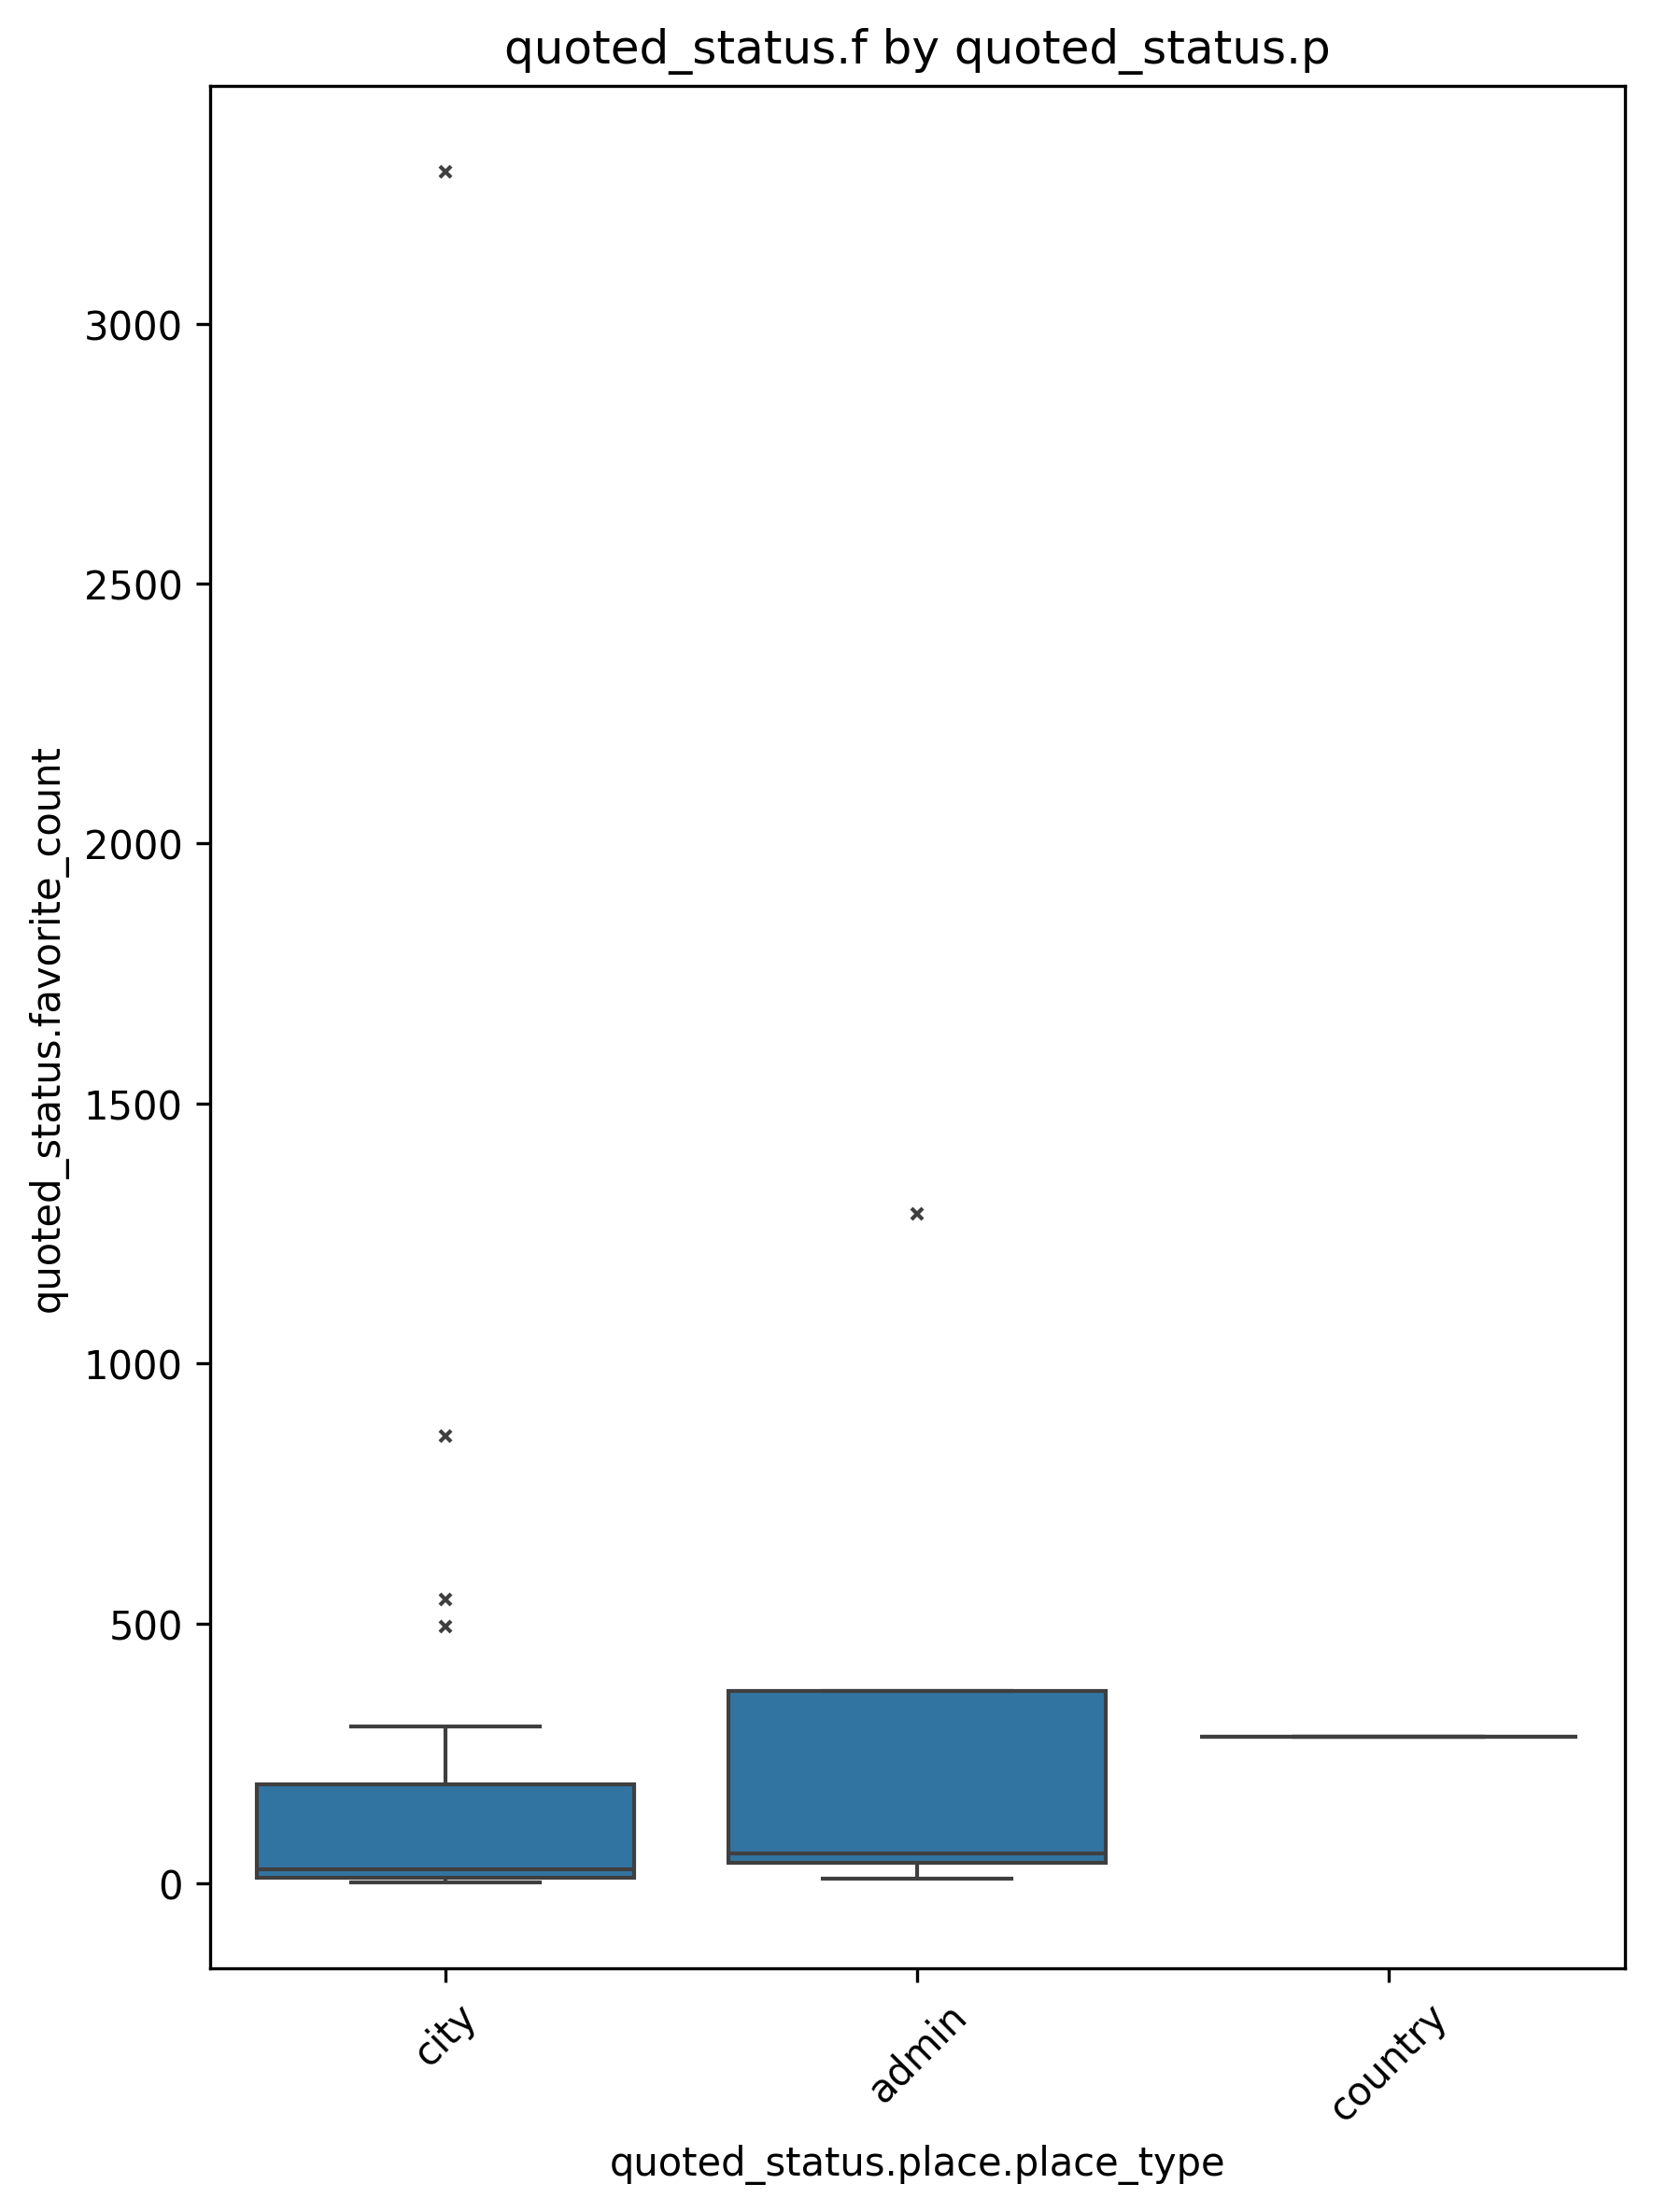 quoted_status.f by quoted_status.p
quoted_status.favorite_count
3000
2500
2000
1500
1000
500
0
city
admin
country
quoted_status.place.place_type